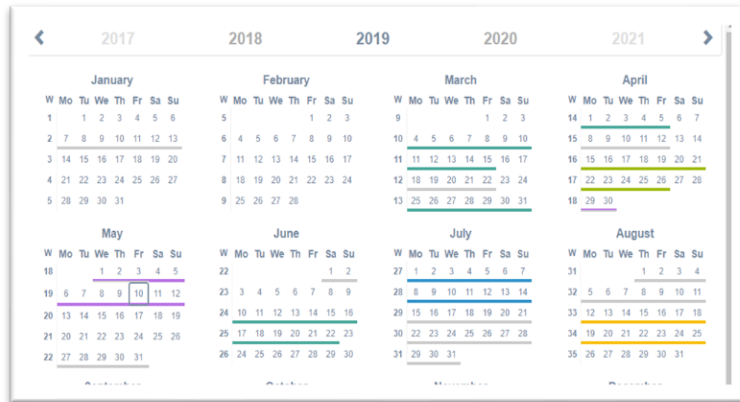 2017 2018 2019 2020 2021
January February March April
W Mo Tu We Th Fr Sa Su W Mo Tu We Th Fr Sa Su W Mo Tu We Th Fr Sa Su W Mo Tu We Th Fr Sa Su
1 1 2 3 4 5 6 5 1 2 3 9 1 2 3 14 1 2 3 4 5 6 7
2 7 8 9 10 11 12 13 6 4 5 6 7 8 9 10 10 4 5 6 7 8 9 10 15 8 9 10 11 12 13 14
3 14 15 16 17 18 19 20 7 11 12 13 14 15 16 17 11 11 12 13 14 15 16 17 16 15 16 17 18 19 20 21
4 21 22 23 24 25 26 27 8 18 19 20 21 22 23 24 12 18 19 20 21 22 23 24 17 22 23 24 25 26 27 28
5 28 29 30 31 9 25 26 27 28 13 25 26 27 28 29 30 31 18 29 30
May June July August
W Mo Tu We Th Fr Sa Su W Mo Tu We Th Fr Sa Su W Mo Tu We Th Fr Sa Su W Mo Tu We Th Fr Sa Su
18 1 2 3 4 5 22 1 2 27 1 2 3 4 5 6 7 31 1 2 3 4
19 6 7 8 9 10 11 12 23 3 4 5 6 7 8 9 28 8 9 10 11 12 13 14 32 5 6 7 8 9 10 11
20 13 14 15 16 17 18 19 24 10 11 12 13 14 15 16 29 15 16 17 18 19 20 21 33 12 13 14 15 16 17 18
21 20 21 22 23 24 25 26 25 17 18 19 20 21 22 23 30 22 23 24 25 26 27 28 34 19 20 21 22 23 24 25
22 27 28 29 30 31 26 24 25 26 27 28 29 30 31 29 30 31 35 26 27 28 29 30 31